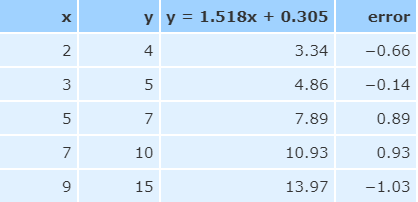 x y y = 1.518x + 0.305 error
2 4 3.34 −0.66
3 5 4.86 −0.14
5 7 7.89 0.89
7 10 10.93 0.93
9 15 13.97 −1.03